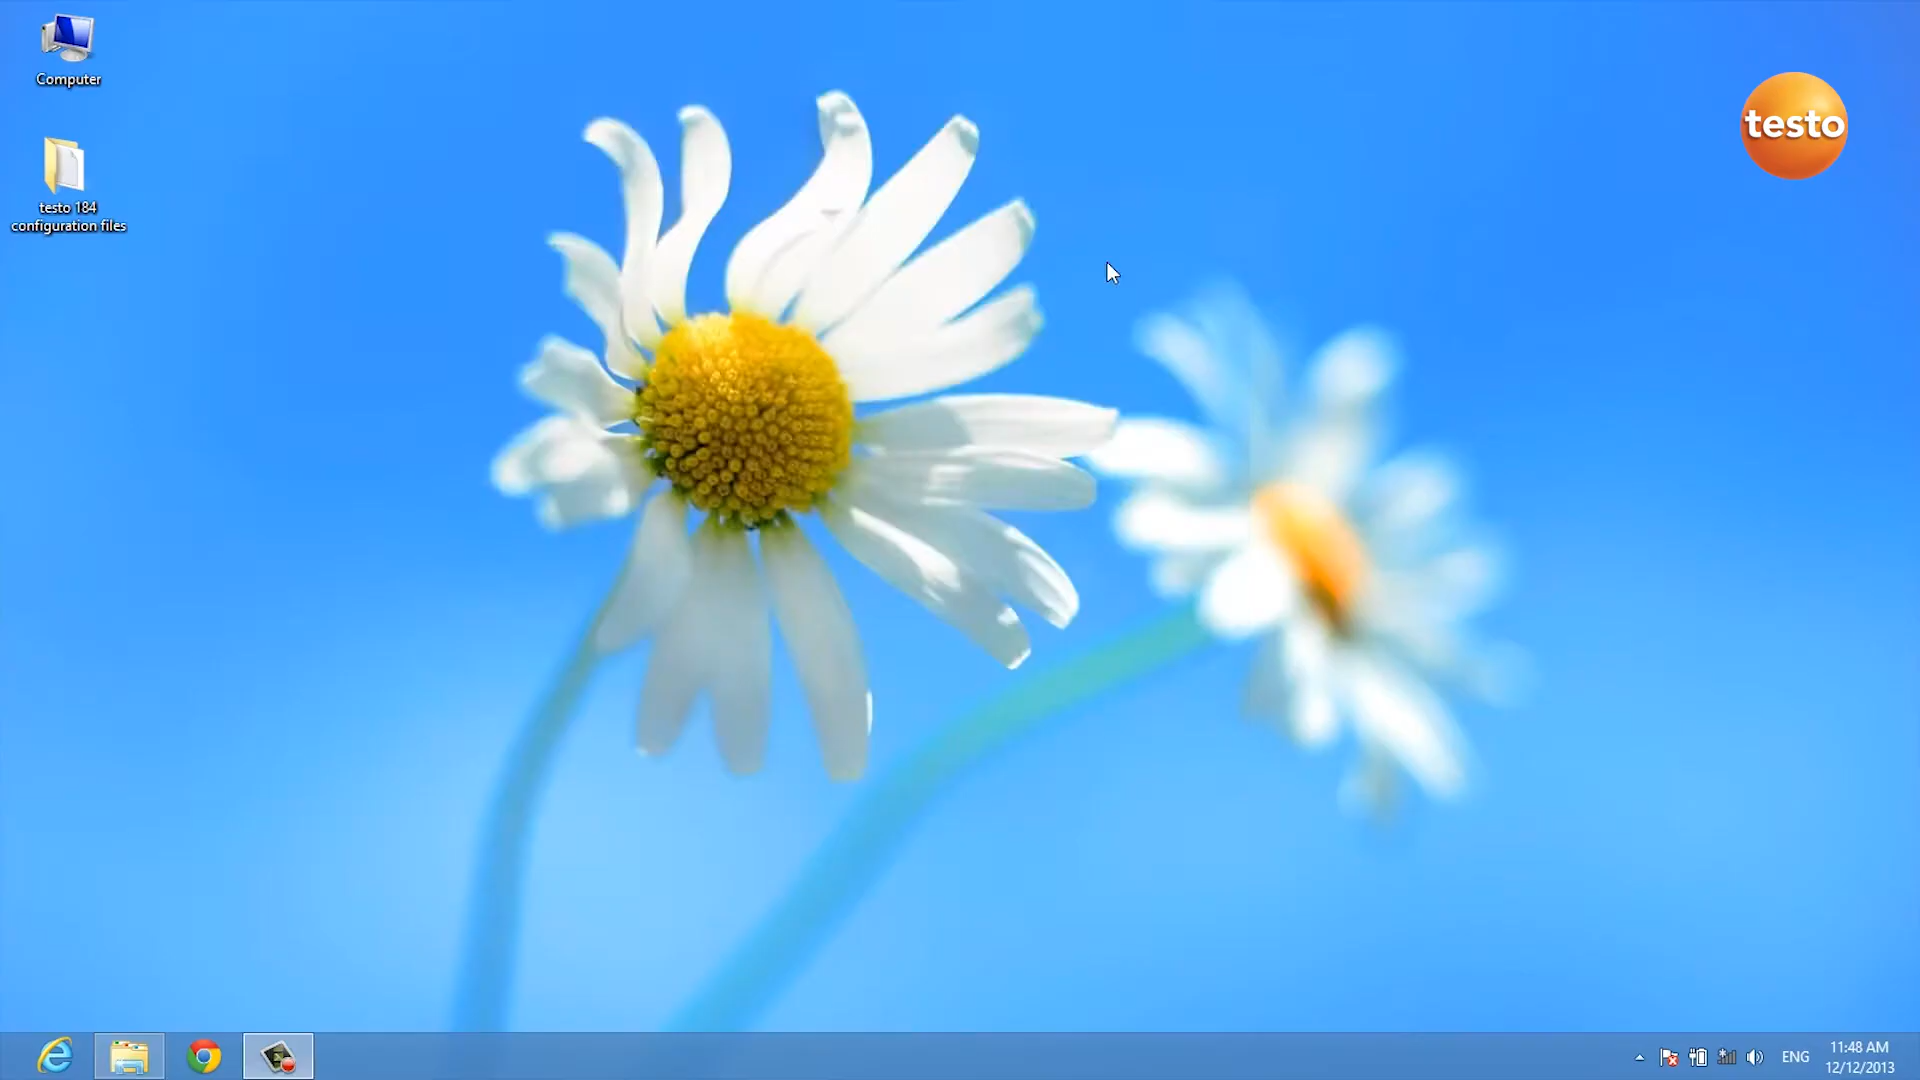 Computer
testo
testo 184
configuration files
ENG
11:48 AM
12/12/2013